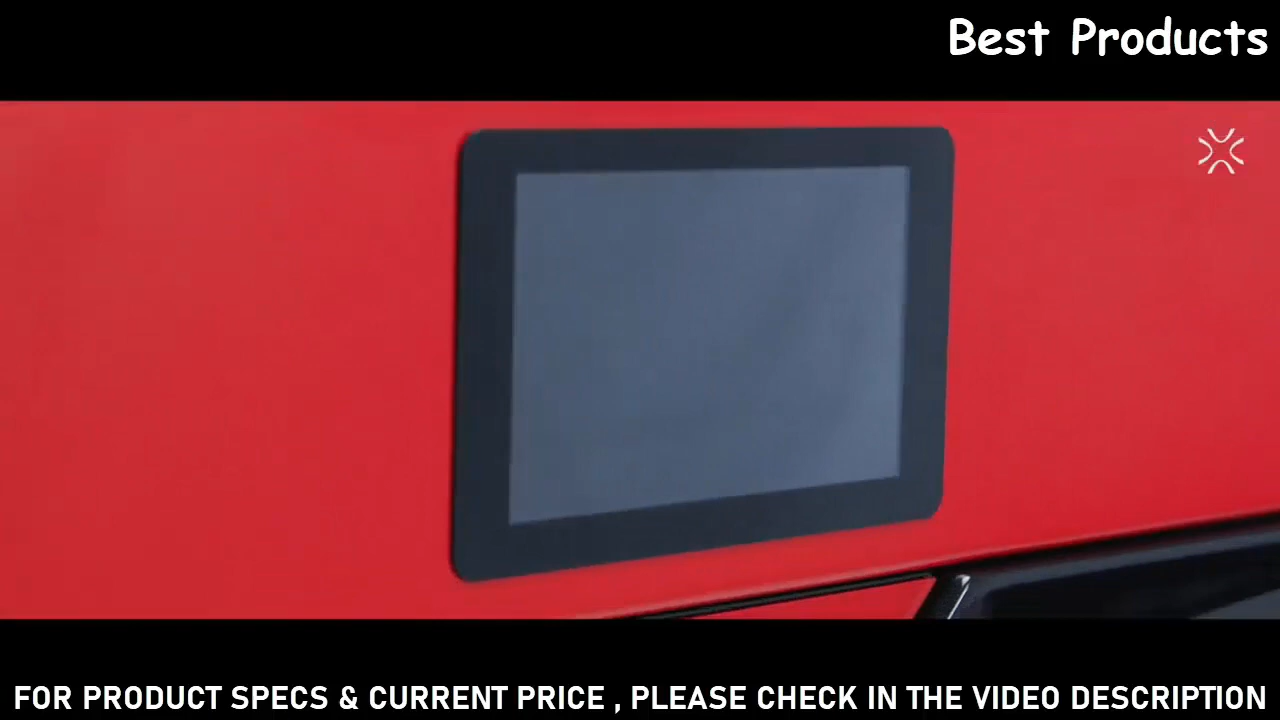 Best Products
FOR PRODUCT SPECS & CURRENT PRICE , PLEASE CHECK IN THE VIDEO DESCRIPTION